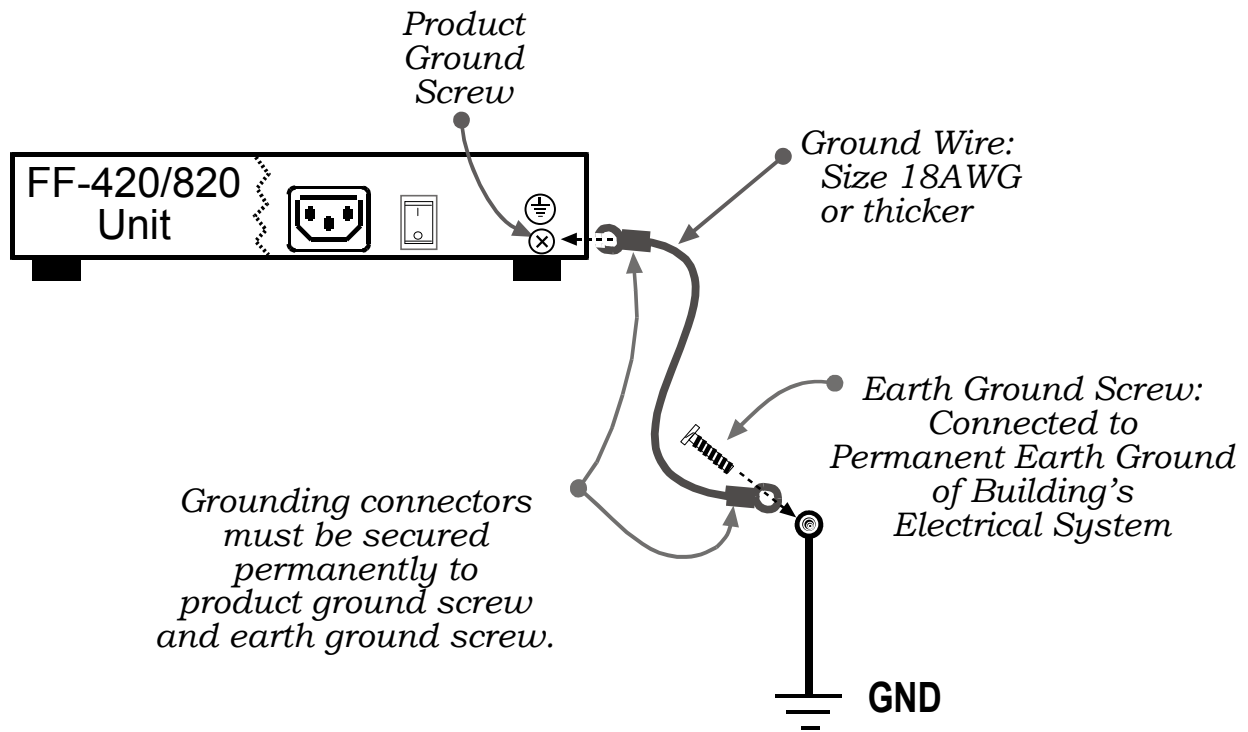 Product
Ground
Screw
Ground Wire:
Size 18AWG
or thicker
FF-420/820
Unit
Earth Ground Screw:
Connected to
Permanent Earth Ground
of Building's
Electrical System
Grounding connectors
must be secured
permanently to
product ground screw
and earth ground screw.
GND